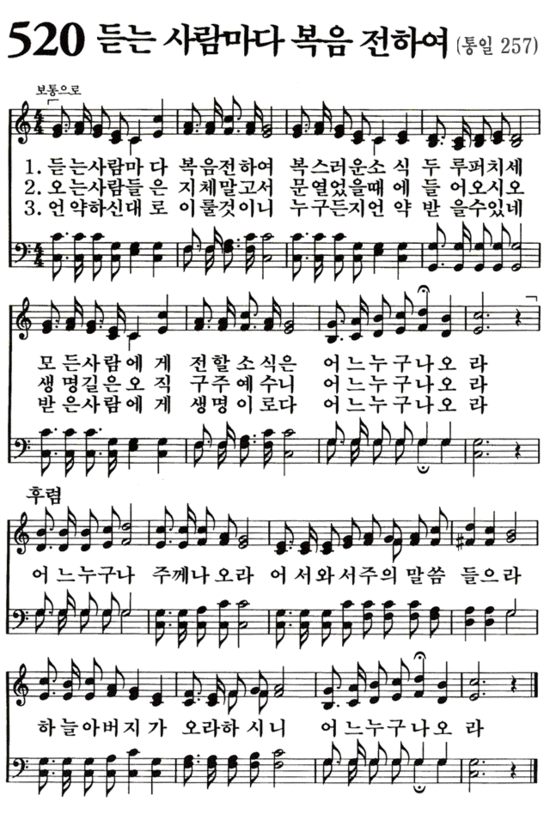 520 듣는 사람마다 복음 전하여 (통일 257)
보통으로
1. 듣는사람마 다 복음전하여 복스러운소 식 두 루퍼치세
2. 오는사람들 은 지체말고서 문열었을때 에 들 어오시오
3. 언약하신대 로 이룰것이니 누구든지언 약 받 을수있네
모 든사람에 게 전할소식은 어느누구나오 라
생 명길은오 직 구주예수니 어느누구나오 라
받 은사람에 게 생명이로다 어느누구나오 라
후렴
어느누구나 주께나오라 어서와서주의 말씀 들으라
하늘아버지가 오라하시니 어느누구나오 라